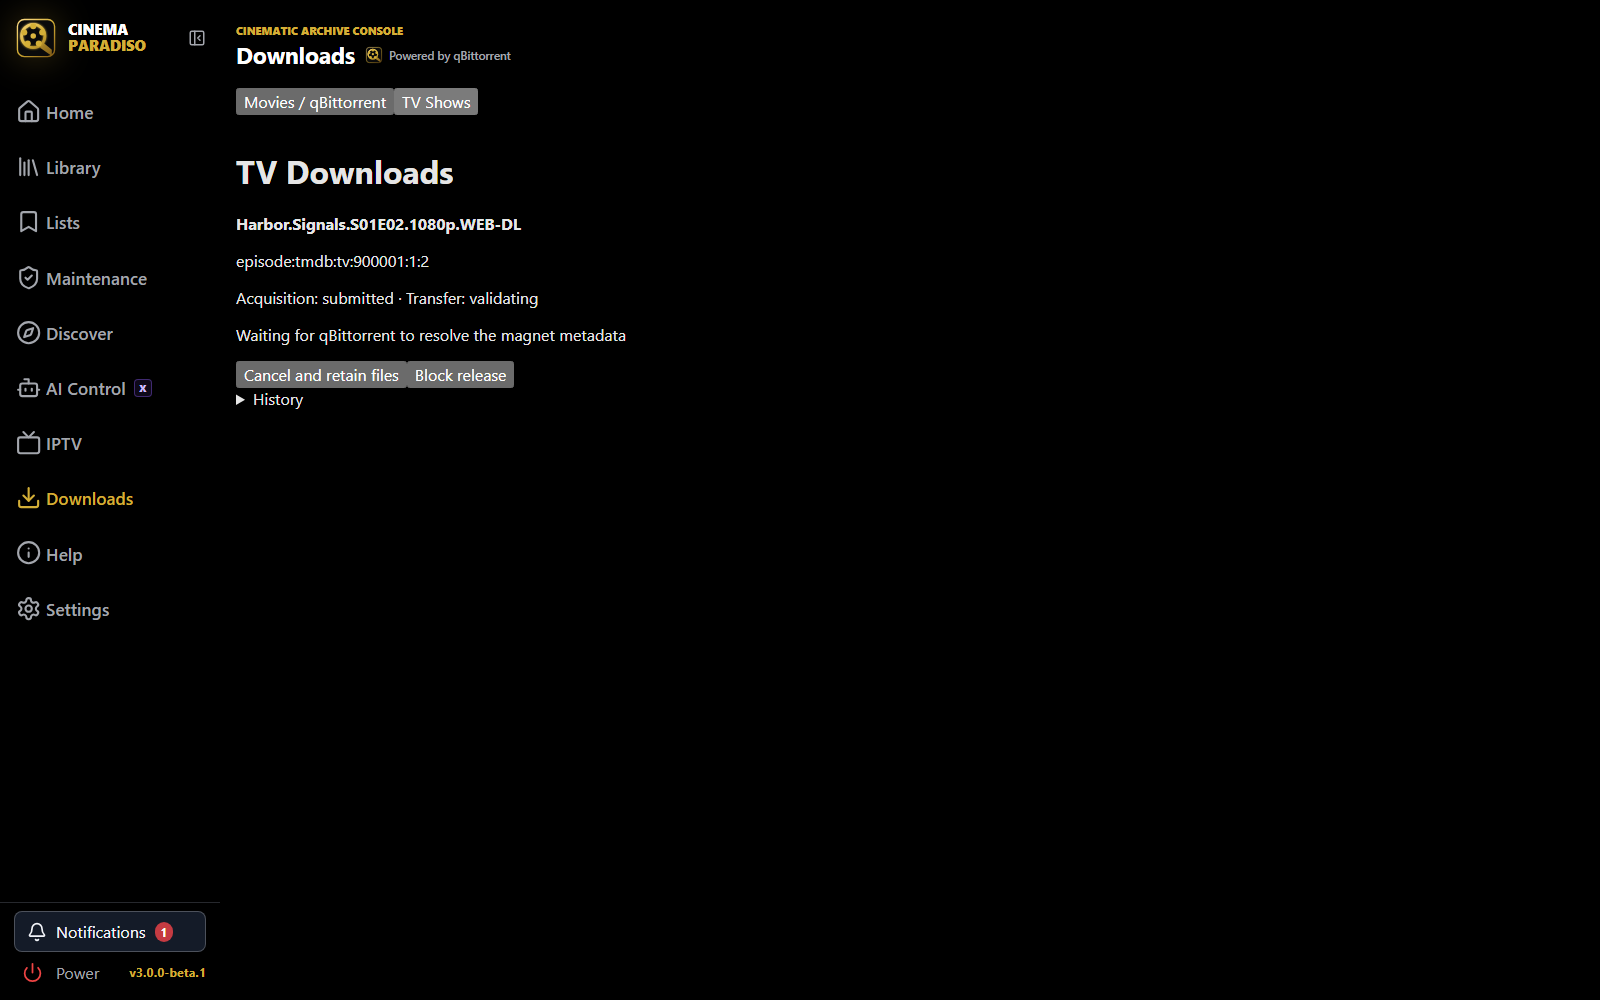 CINEMA
PARADISO
Home
Library
Lists
Maintenance
Discover
AI Control x
IPTV
Downloads
Help
Settings
Notifications 1
Power v3.0.0-beta.1
CINEMATIC ARCHIVE CONSOLE
Downloads Powered by qBittorrent
Movies / qBittorrent TV Shows
TV Downloads
Harbor.Signals.S01E02.1080p.WEB-DL
episode:tmdb:tv:900001:1:2
Acquisition: submitted · Transfer: validating
Waiting for qBittorrent to resolve the magnet metadata
Cancel and retain files Block release
History